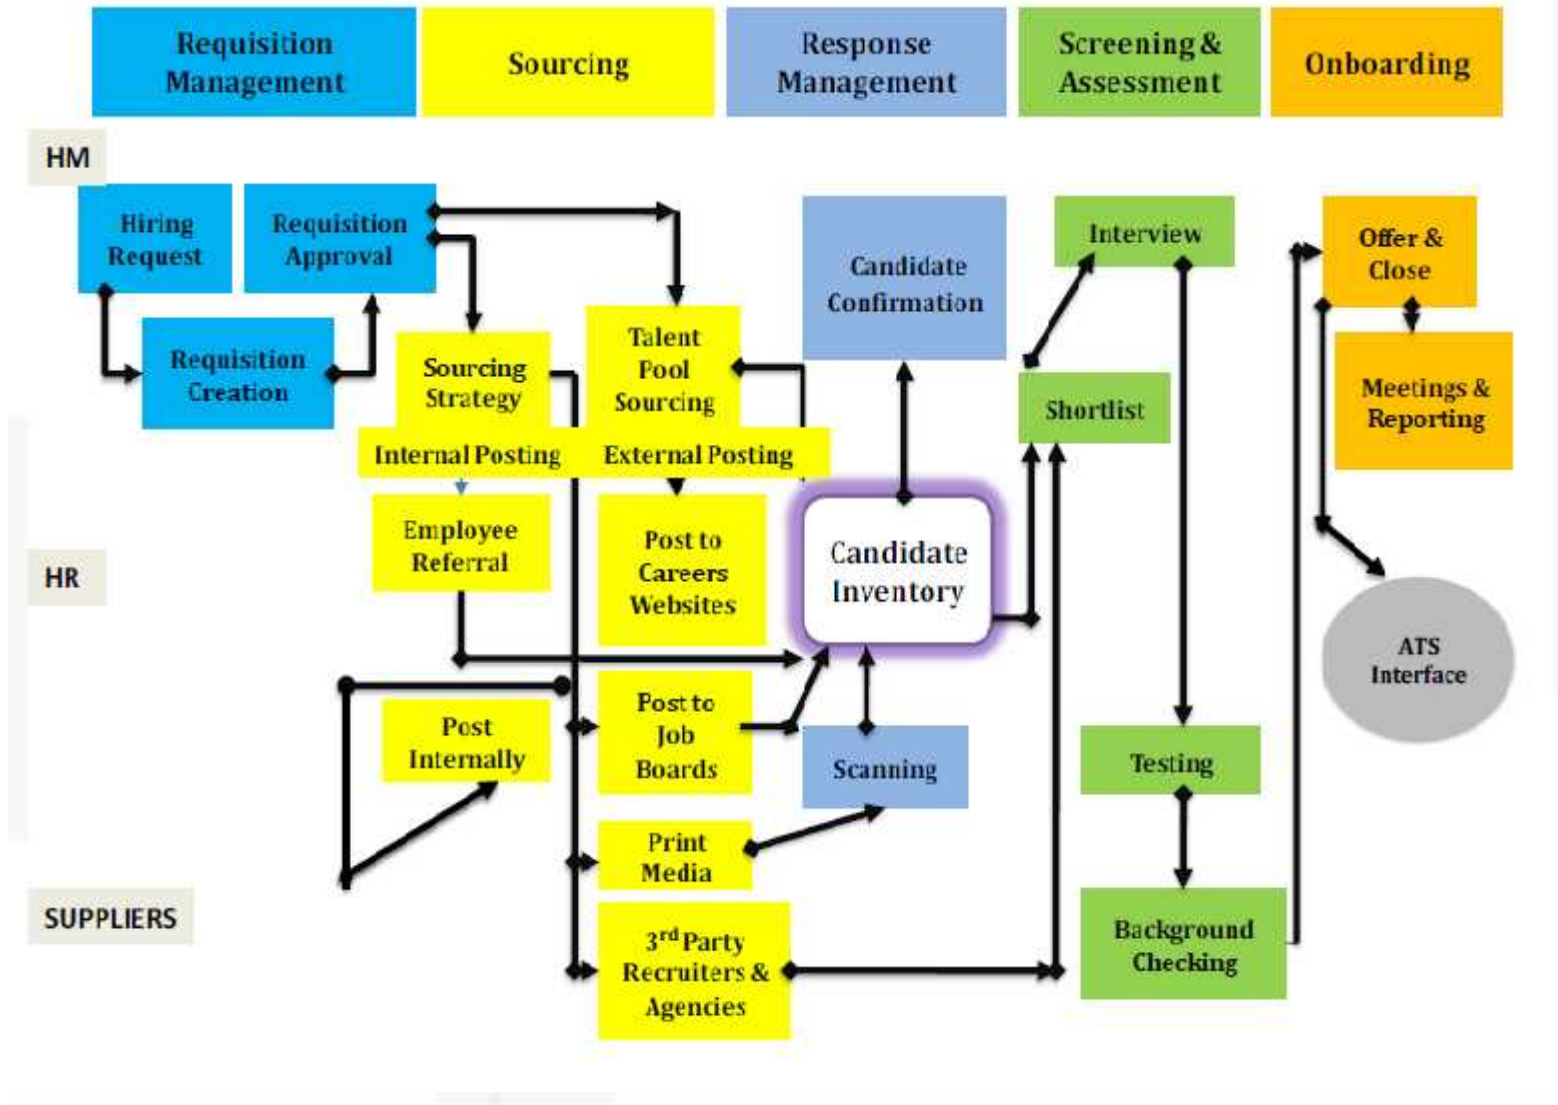 Requisition
Management
Sourcing
Response
Management
Screening &
Assessment
Onboarding
HM
Hiring
Request
Requisition
Approval
Requisition
Creation
Sourcing
Strategy
Talent
Pool
Sourcing
Candidate
Confirmation
Interview
Shortlist
Offer &
Close
Meetings &
Reporting
Internal Posting
External Posting
HR
Employee
Referral
Post to
Careers
Websites
Candidate
Inventory
ATS
Interface
Post
Internally
Post to
Job
Boards
Scanning
Testing
Print
Media
SUPPLIERS
3rd Party
Recruiters &
Agencies
Background
Checking